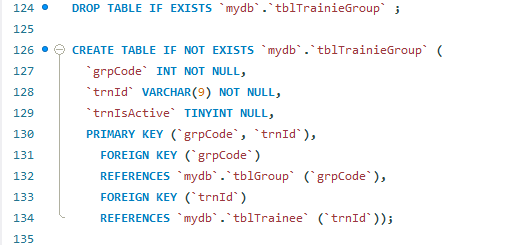 124 DROP TABLE IF EXISTS `mydb`.`tblTrainieGroup` ;
125
126 CREATE TABLE IF NOT EXISTS `mydb`.`tblTrainieGroup` (
127 `grpCode` INT NOT NULL,
128 `trnId` VARCHAR(9) NOT NULL,
129 `trnIsActive` TINYINT NULL,
130 PRIMARY KEY (`grpCode`, `trnId`),
131 FOREIGN KEY (`grpCode`)
132 REFERENCES `mydb`.`tblGroup` (`grpCode`),
133 FOREIGN KEY (`trnId`)
134 REFERENCES `mydb`.`tblTrainee` (`trnId`));
135